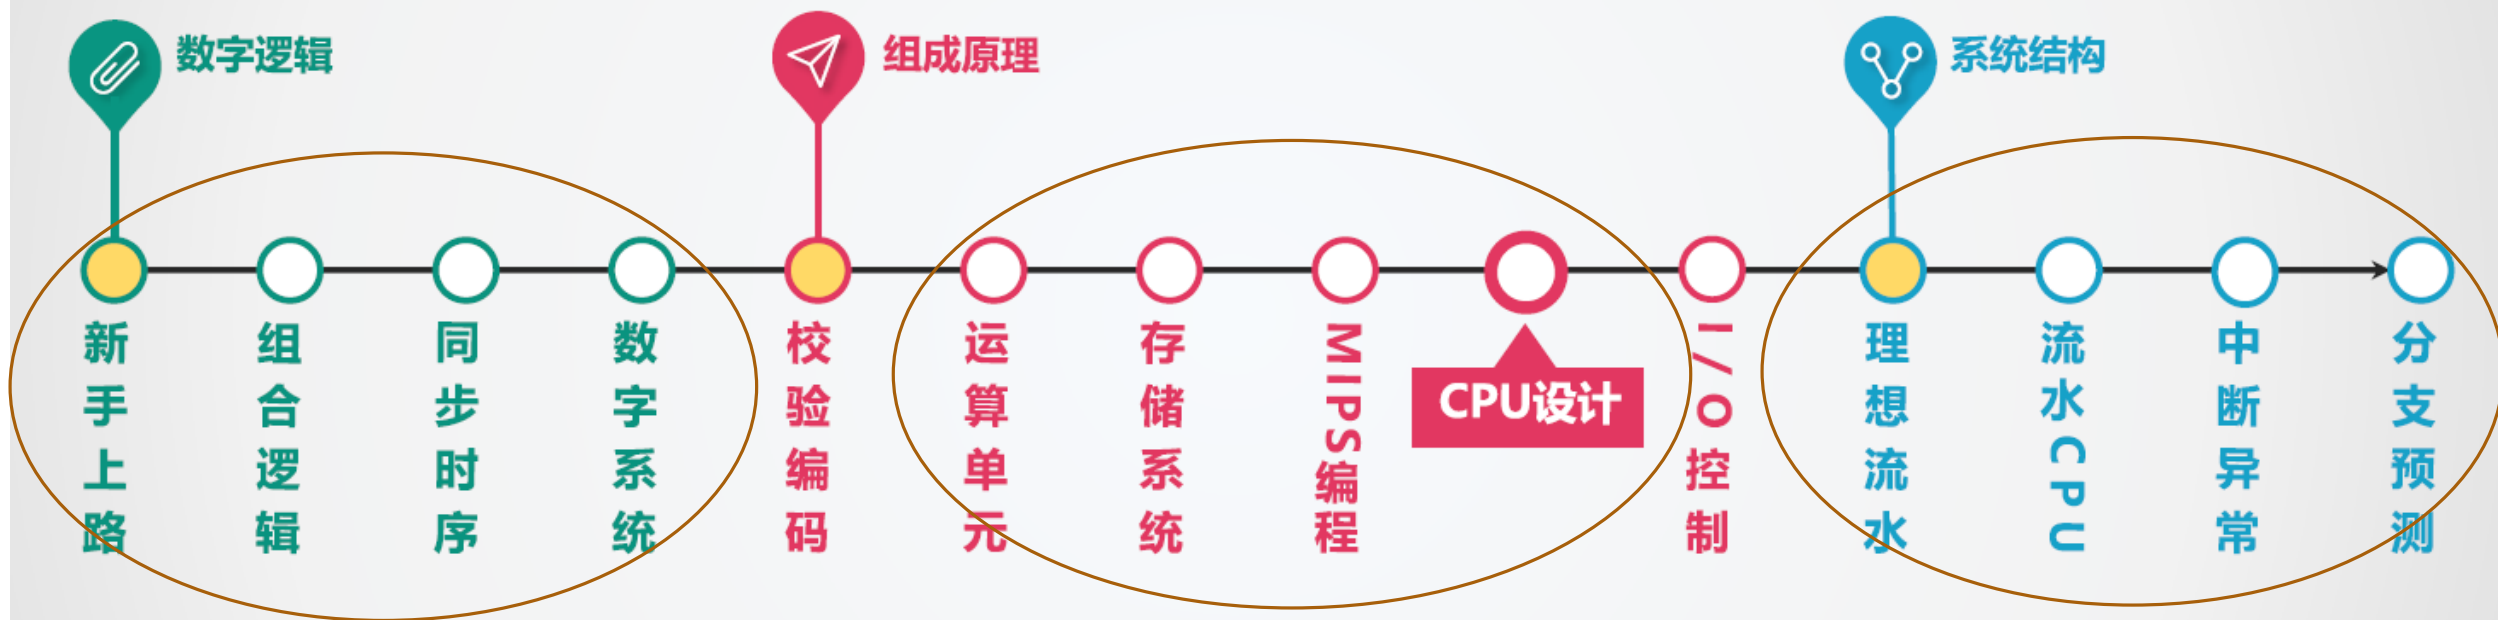 数字逻辑
组成原理
系统结构
新手上路
组合逻辑
同步时序
数字系统
校验编码
运算单元
存储系统
MIPS编程
CPU设计
I/O控制
理想流水
流水CPU
中断异常
分支预测